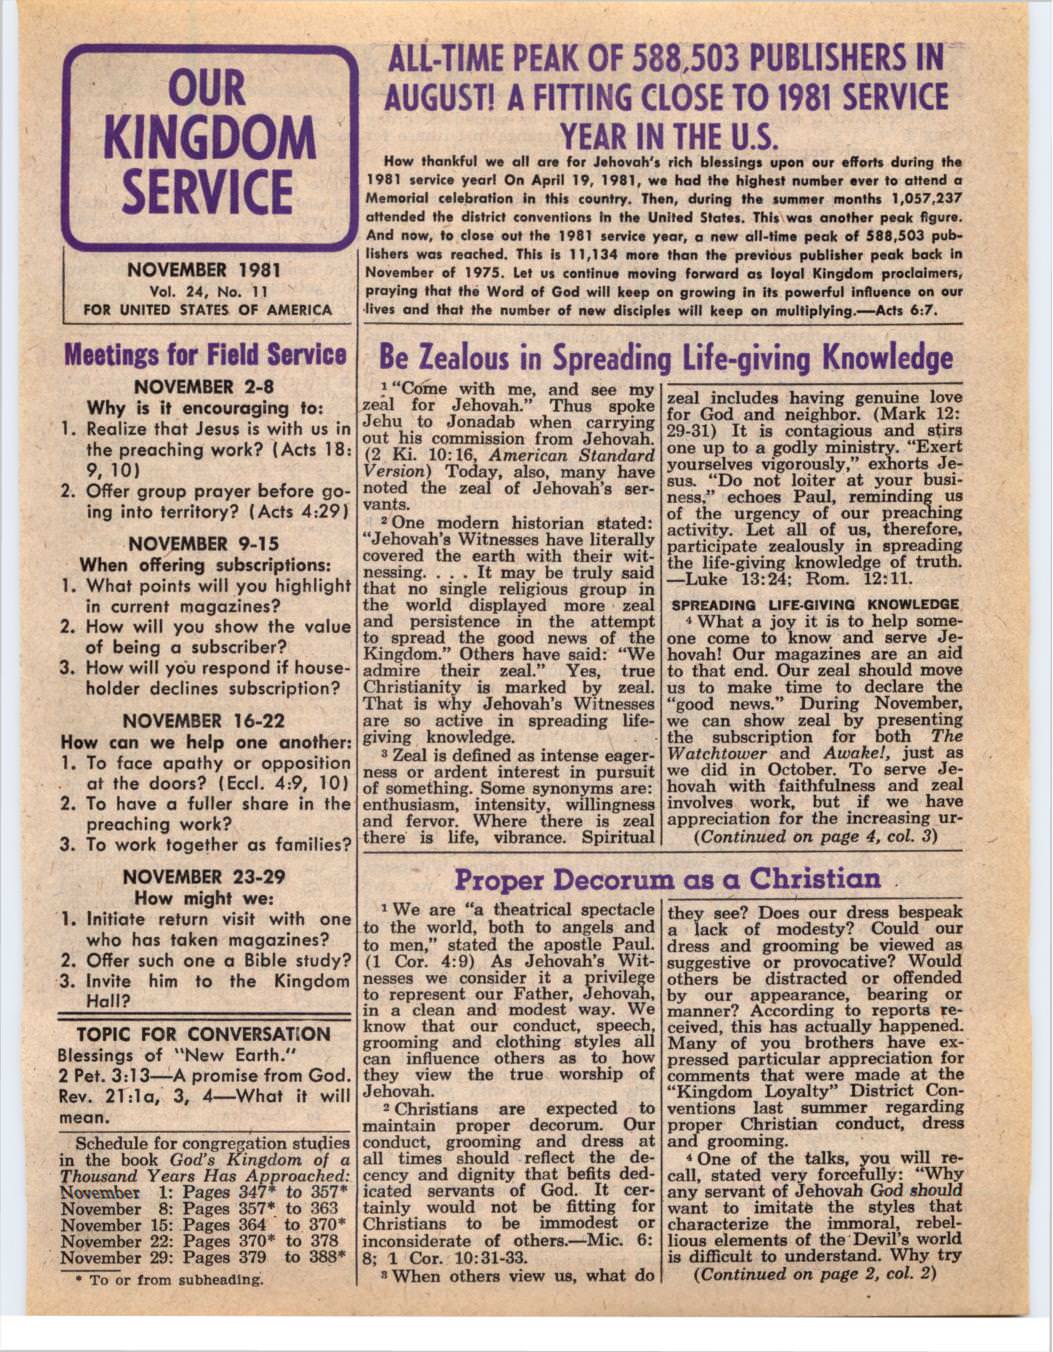 OUR
KINGDOM
SERVICE
NOVEMBER 1981
Vol. 24, No. 11
FOR UNITED STATES OF AMERICA
ALL-TIME PEAK OF 588,503 PUBLISHERS IN
AUGUST! A FITTING CLOSE TO 1981 SERVICE
YEAR IN THE U.S.
How thankful we all are for Jehovah's rich blessings upon our efforts during the
1981 service year! On April 19, 1981, we had the highest number ever to attend a
Memorial celebration in this country. Then, during the summer months 1,057,237
attended the district conventions in the United States. This was another peak figure.
And now, to close out the 1981 service year, a new all-time peak of 588,503 pub-
lishers was reached. This is 11,134 more than the previous publisher peak back in
November of 1975. Let us continue moving forward as loyal Kingdom proclaimers,
praying that the Word of God will keep on growing in its powerful influence on our
lives and that the number of new disciples will keep on multiplying.—Acts 6:7.
Meetings for Field Service
NOVEMBER 2-8
Why is it encouraging to:
1. Realize that Jesus is with us in
the preaching work? (Acts 18:
9, 10)
2. Offer group prayer before go-
ing into territory? (Acts 4:29)
NOVEMBER 9-15
When offering subscriptions:
1. What points will you highlight
in current magazines?
2. How will you show the value
of being a subscriber?
3. How will you respond if house-
holder declines subscription?
NOVEMBER 16-22
How can we help one another:
1. To face apathy or opposition
at the doors? (Eccl. 4:9, 10)
2. To have a fuller share in the
preaching work?
3. To work together as families?
NOVEMBER 23-29
How might we:
1. Initiate return visit with one
who has taken magazines?
2. Offer such one a Bible study?
3. Invite him to the Kingdom
Hall?
TOPIC FOR CONVERSATION
Blessings of "New Earth."
2 Pet. 3:13—A promise from God.
Rev. 21:1a, 3, 4—What it will
mean.
Schedule for congregation studies
in the book God's Kingdom of a
Thousand Years Has Approached:
November 1: Pages 347* to 357*
November 8: Pages 357* to 363
November 15: Pages 364 to 370*
November 22: Pages 370* to 378
November 29: Pages 379 to 388*
* To or from subheading.
Be Zealous in Spreading Life-giving Knowledge
1 "Come with me, and see my
zeal for Jehovah." Thus spoke
Jehu to Jonadab when carrying
out his commission from Jehovah.
(2 Ki. 10:16, American Standard
Version) Today, also, many have
noted the zeal of Jehovah's ser-
vants.
2 One modern historian stated:
"Jehovah's Witnesses have literally
covered the earth with their wit-
nessing. . . . It may be truly said
that no single religious group in
the world displayed more zeal
and persistence in the attempt
to spread the good news of the
Kingdom." Others have said: "We
admire their zeal." Yes, true
Christianity is marked by zeal.
That is why Jehovah's Witnesses
are so active in spreading life-
giving knowledge.
3 Zeal is defined as intense eager-
ness or ardent interest in pursuit
of something. Some synonyms are:
enthusiasm, intensity, willingness
and fervor. Where there is zeal
there is life, vibrance. Spiritual
zeal includes having genuine love
for God and neighbor. (Mark 12:
29-31) It is contagious and stirs
one up to a godly ministry. "Exert
yourselves vigorously," exhorts Je-
sus. "Do not loiter at your busi-
ness," echoes Paul, reminding us
of the urgency of our preaching
activity. Let all of us, therefore,
participate zealously in spreading
the life-giving knowledge of truth.
—Luke 13:24; Rom. 12:11.
SPREADING LIFE-GIVING KNOWLEDGE
4 What a joy it is to help some-
one come to know and serve Je-
hovah! Our magazines are an aid
to that end. Our zeal should move
us to make time to declare the
"good news." During November,
we can show zeal by presenting
the subscription for both The
Watchtower and Awake!, just as
we did in October. To serve Je-
hovah with faithfulness and zeal
involves work, but if we have
appreciation for the increasing ur-
(Continued on page 4, col. 3)
Proper Decorum as a Christian
1 We are "a theatrical spectacle
to the world, both to angels and
to men," stated the apostle Paul.
(1 Cor. 4:9) As Jehovah's Wit-
nesses we consider it a privilege
to represent our Father, Jehovah,
in a clean and modest way. We
know that our conduct, speech,
grooming and clothing styles all
can influence others as to how
they view the true worship of
Jehovah.
2 Christians are expected to
maintain proper decorum. Our
conduct, grooming and dress at
all times should reflect the de-
cency and dignity that befits ded-
icated servants of God. It cer-
tainly would not be fitting for
Christians to be immodest or
inconsiderate of others.—Mic. 6:
8; 1 Cor. 10:31-33.
3 When others view us, what do
they see? Does our dress bespeak
a lack of modesty? Could our
dress and grooming be viewed as
suggestive or provocative? Would
others be distracted or offended
by our appearance, bearing or
manner? According to reports re-
ceived, this has actually happened.
Many of you brothers have ex-
pressed particular appreciation for
comments that were made at the
"Kingdom Loyalty" District Con-
ventions last summer regarding
proper Christian conduct, dress
and grooming.
4 One of the talks, you will re-
call, stated very forcefully: "Why
any servant of Jehovah God should
want to imitate the styles that
characterize the immoral, rebel-
lious elements of the Devil's world
is difficult to understand. Why try
(Continued on page 2, col. 2)